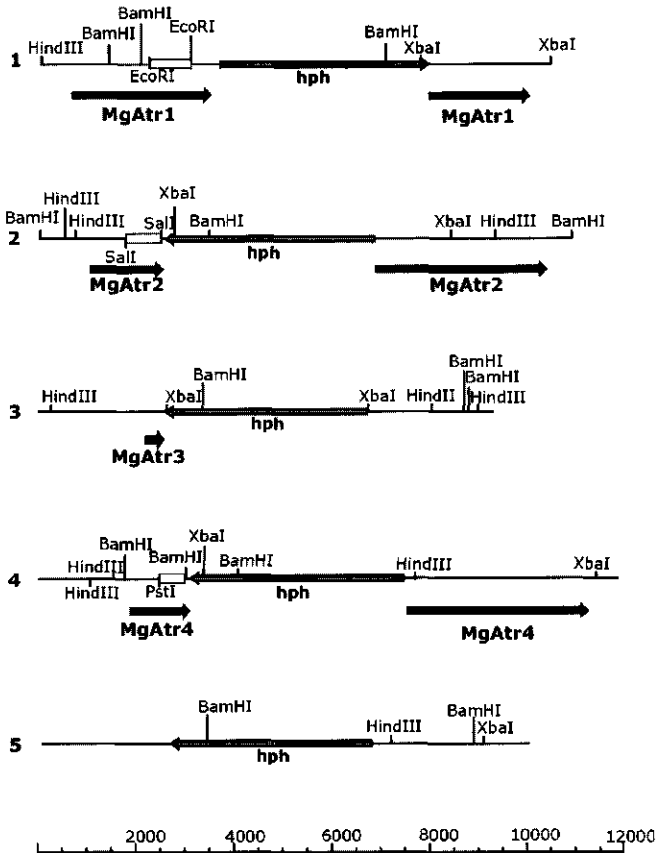 EcoRI
BamHI
BamHI
BamHI
HindIII
XbaI
XbaI
1
EcoRI
hph
MgAtr1
MgAtr1
XbaI
HindIII
BamHI
SalI
BamHI
XbaI
HindIII
BamHI
HindIII
2
SalI
hph
MgAtr2
MgAtr2
BamHI
BamHI
BamHI
HindIII
XbaI
XbaI
HindII
HindIII
3
hph
MgAtr3
XbaI
BamHI
HindIII
BamHI
BamHI
HindIII
XbaI
4
HindIII
PstI
hph
MgAtr4
MgAtr4
BamHI
BamHI
HindIII
XbaI
5
hph
2000 4000 6000 8000 10000 12000